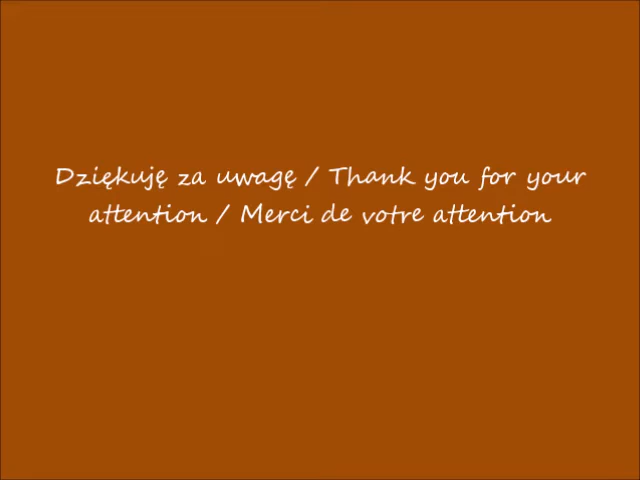 Dziękuję za uwagę / Thank you for your
attention / Merci de votre attention